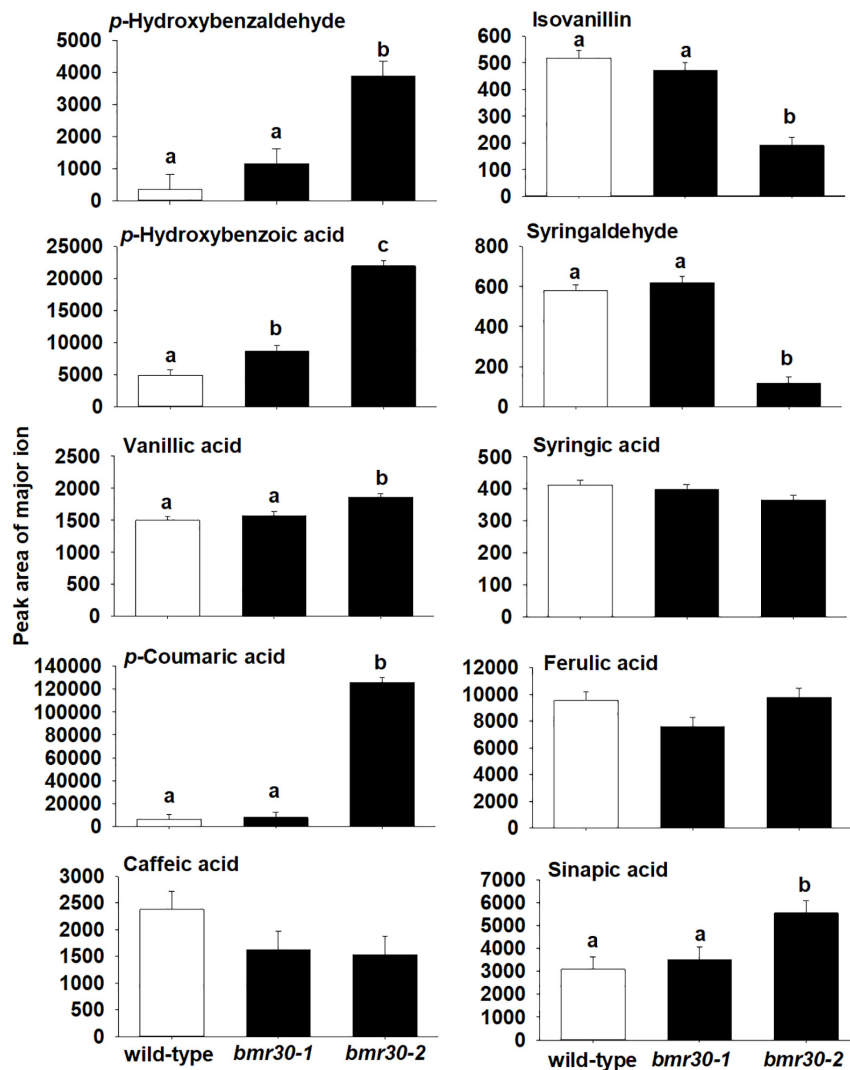 Peak area of major ion
p-Hydroxybenzaldehyde
5000
4000
3000
2000
1000
0
a
a
b
Isovanillin
600
500
400
300
200
100
0
a
a
b
p-Hydroxybenzoic acid
25000
20000
15000
10000
5000
0
a
b
c
Syringaldehyde
800
600
400
200
0
a
a
b
Vanillic acid
2500
2000
1500
1000
500
0
a
a
b
Syringic acid
500
400
300
200
100
0
p-Coumaric acid
140000
120000
100000
80000
60000
40000
20000
0
a
a
b
Ferulic acid
12000
10000
8000
6000
4000
2000
0
Caffeic acid
3000
2500
2000
1500
1000
500
0
wild-type bmr30-1 bmr30-2
Sinapic acid
7000
6000
5000
4000
3000
2000
1000
0
a
a
b
wild-type bmr30-1 bmr30-2